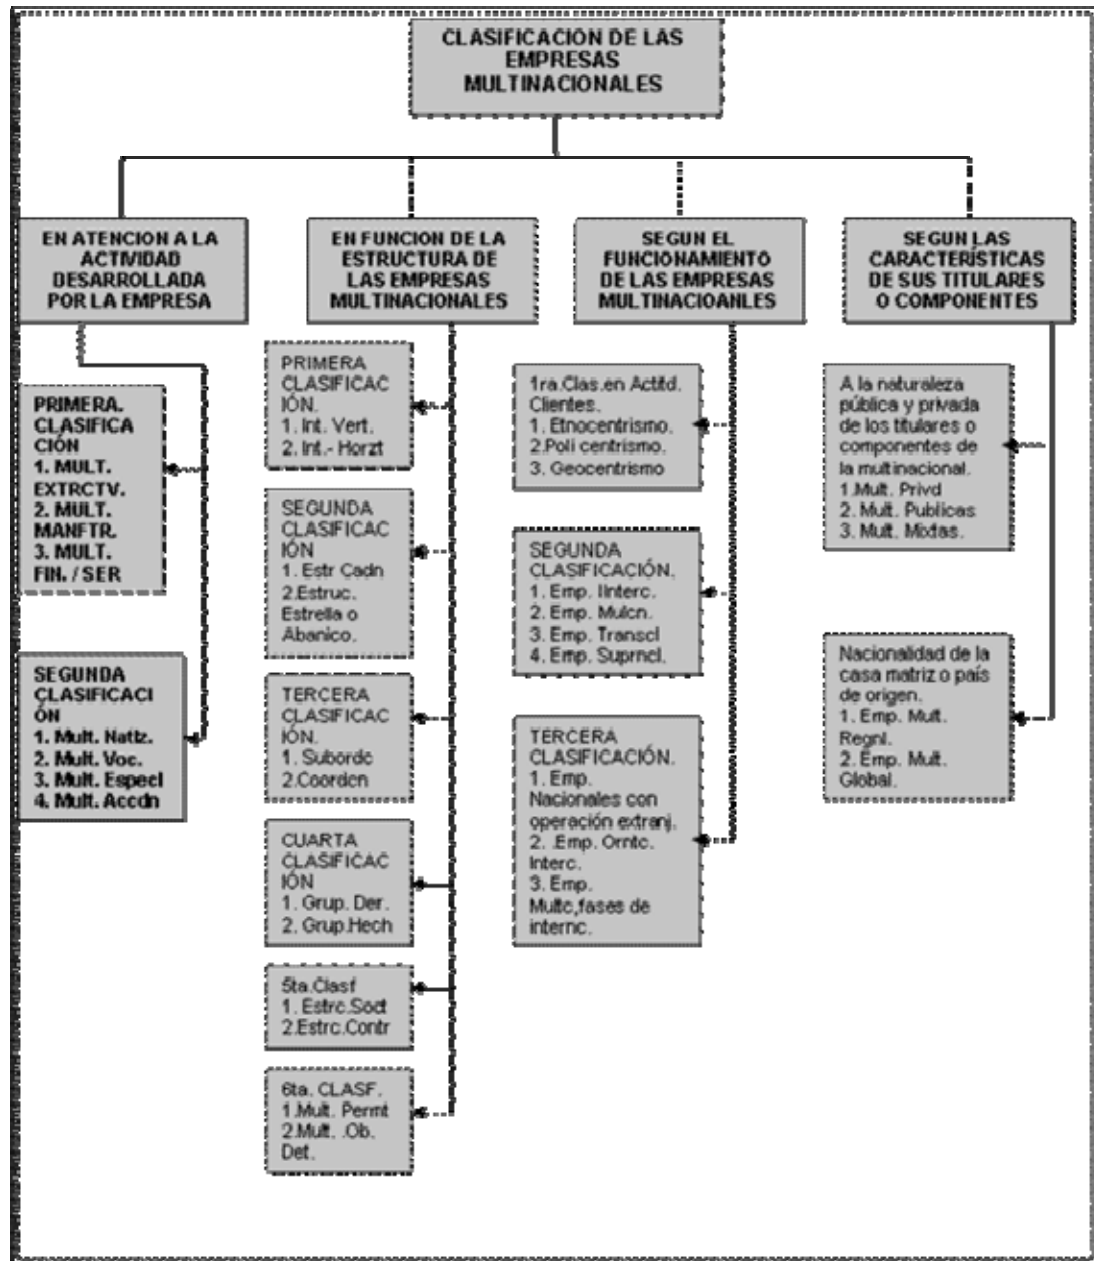 CLASIFICACION DE LAS
EMPRESAS
MULTINACIONALES
EN ATENCION A LA
ACTIVIDAD
DESARROLLADA
POR LA EMPRESA
PRIMERA.
CLASIFICA
CIÓN
1. MULT.
EXTRCTV.
2. MULT.
MANFTR.
3. MULT.
FIN. / SER
SEGUNDA
CLASIFICACI
ÓN
1. Mult. Natlz.
2. Mult. Voc.
3. Mult. Especl
4. Mult. Accdn
EN FUNCION DE LA
ESTRUCTURA DE
LAS EMPRESAS
MULTINACIONALES
PRIMERA
CLASIFICAC
IÓN.
1. Int. Vert.
2. Int.- Horzt
SEGUNDA
CLASIFICAC
IÓN
1. Estr Cadn
2.Estruc.
Estrella o
Abanico.
TERCERA
CLASIFICAC
IÓN.
1. Subordc
2.Coordcn
CUARTA
CLASIFICAC
IÓN
1. Grup. Der.
2. Grup.Hech
5ta.Clasf
1. Estrc.Soct
2.Estrc.Contr
6ta. CLASF.
1.Mult. Permt
2.Mult. .Ob.
Det.
SEGUN EL
FUNCIONAMIENTO
DE LAS EMPRESAS
MULTINACIOANLES
1ra.Clas.en Actitd.
Clientes.
1. Etnocentrismo.
2.Poli centrismo.
3. Geocentrismo
SEGUNDA
CLASIFICACIÓN.
1. Emp. IInterc.
2. Emp. Mulcn.
3. Emp. Transcl
4. Emp. Suprncl.
TERCERA
CLASIFICACIÓN.
1. Emp.
Nacionales con
operación extranj.
2. .Emp. Orntc.
Interc.
3. Emp.
Multc,fases de
internc.
SEGUN LAS
CARACTERÍSTICAS
DE SUS TITULARES
O COMPONENTES
A la naturaleza
pública y privada
de los titulares o
componentes de
la multinacional.
1.Mult. Privd
2. Mult. Publicas
3. Mult. Mixtas.
Nacionalidad de la
casa matriz o país
de origen.
1. Emp. Mult.
Regnl.
2. Emp. Mult.
Global.